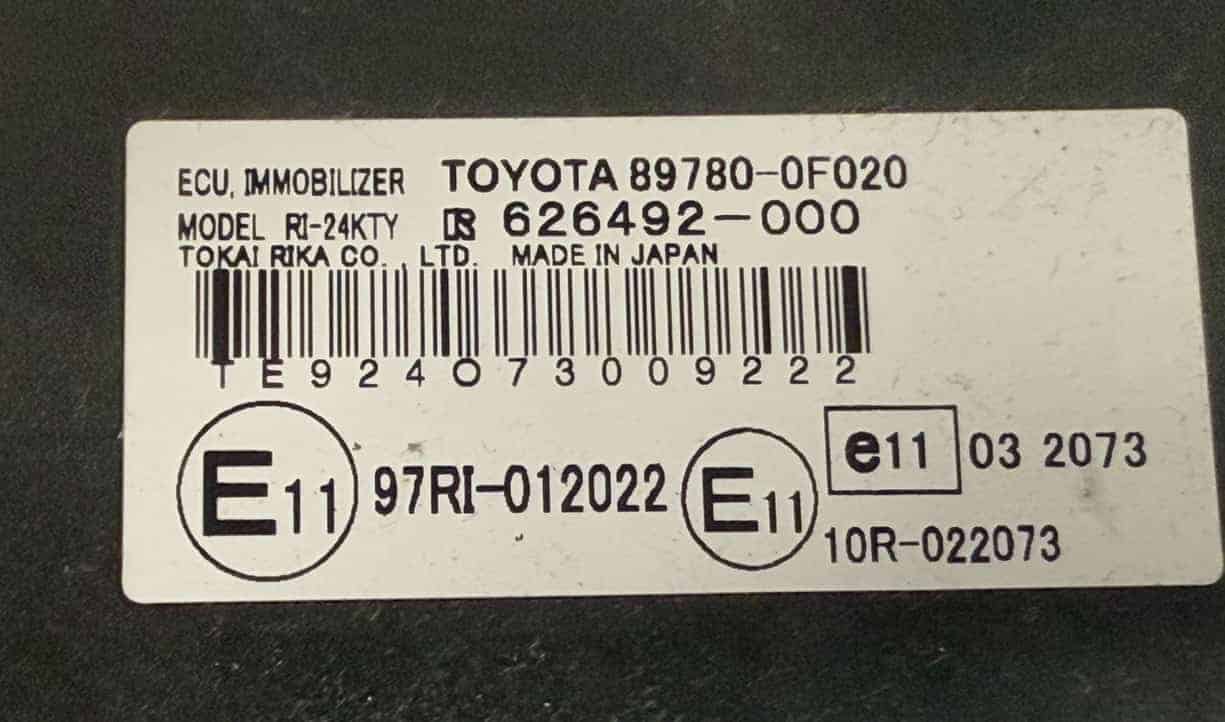 ECU, IMMOBILIZER TOYOTA 89780-0F020
MODEL RI-24KTY 626492-000
TOKAI RIKA CO., LTD. MADE IN JAPAN
TE924073009222
E11 97RI-012022 E11 e11 03 2073
10R-022073